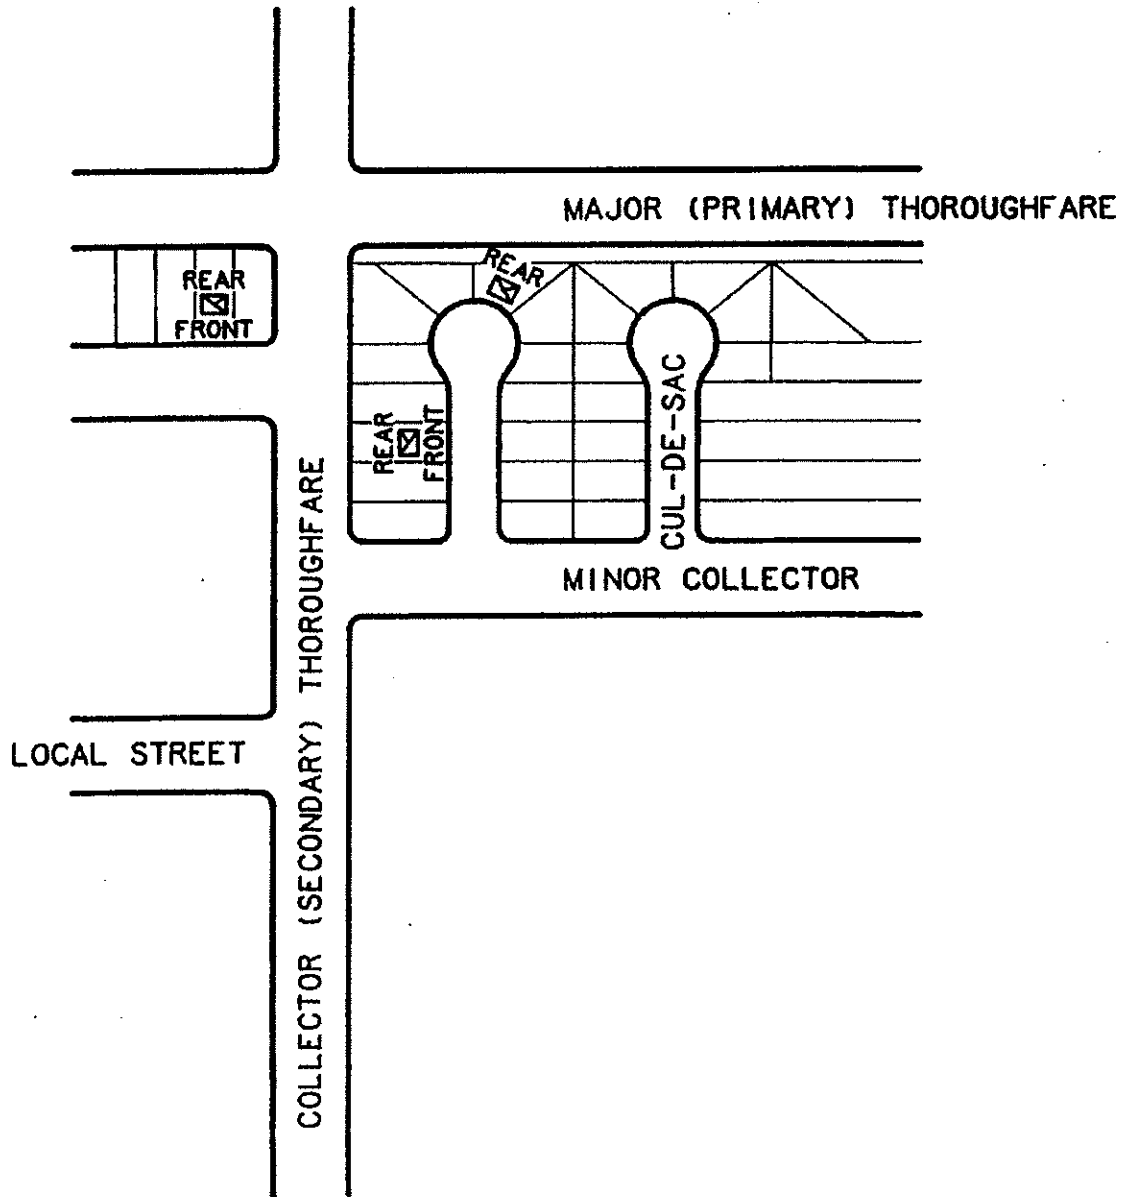 MAJOR (PRIMARY) THOROUGHFARE
REAR
FRONT
REAR
REAR
FRONT
CUL-DE-SAC
MINOR COLLECTOR
LOCAL STREET
COLLECTOR (SECONDARY) THOROUGHFARE